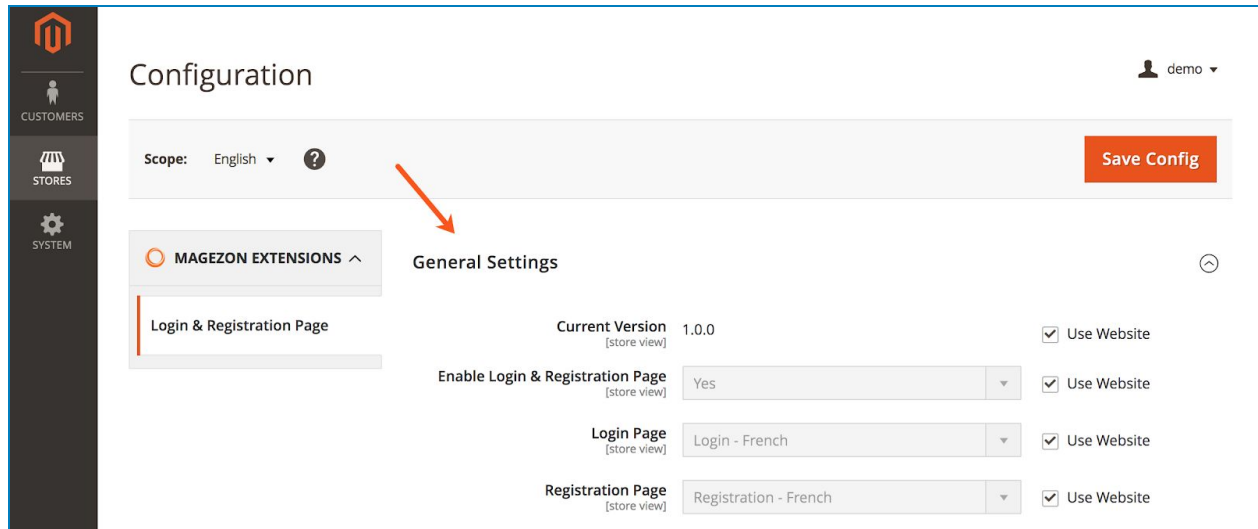 Configuration
demo
CUSTOMERS
Scope: English ?
Save Config
STORES
SYSTEM
MAGEZON EXTENSIONS
General Settings
Login & Registration Page
Current Version 1.0.0
[store view]
Use Website
Enable Login & Registration Page
[store view]
Yes
Use Website
Login Page
[store view]
Login - French
Use Website
Registration Page
[store view]
Registration - French
Use Website